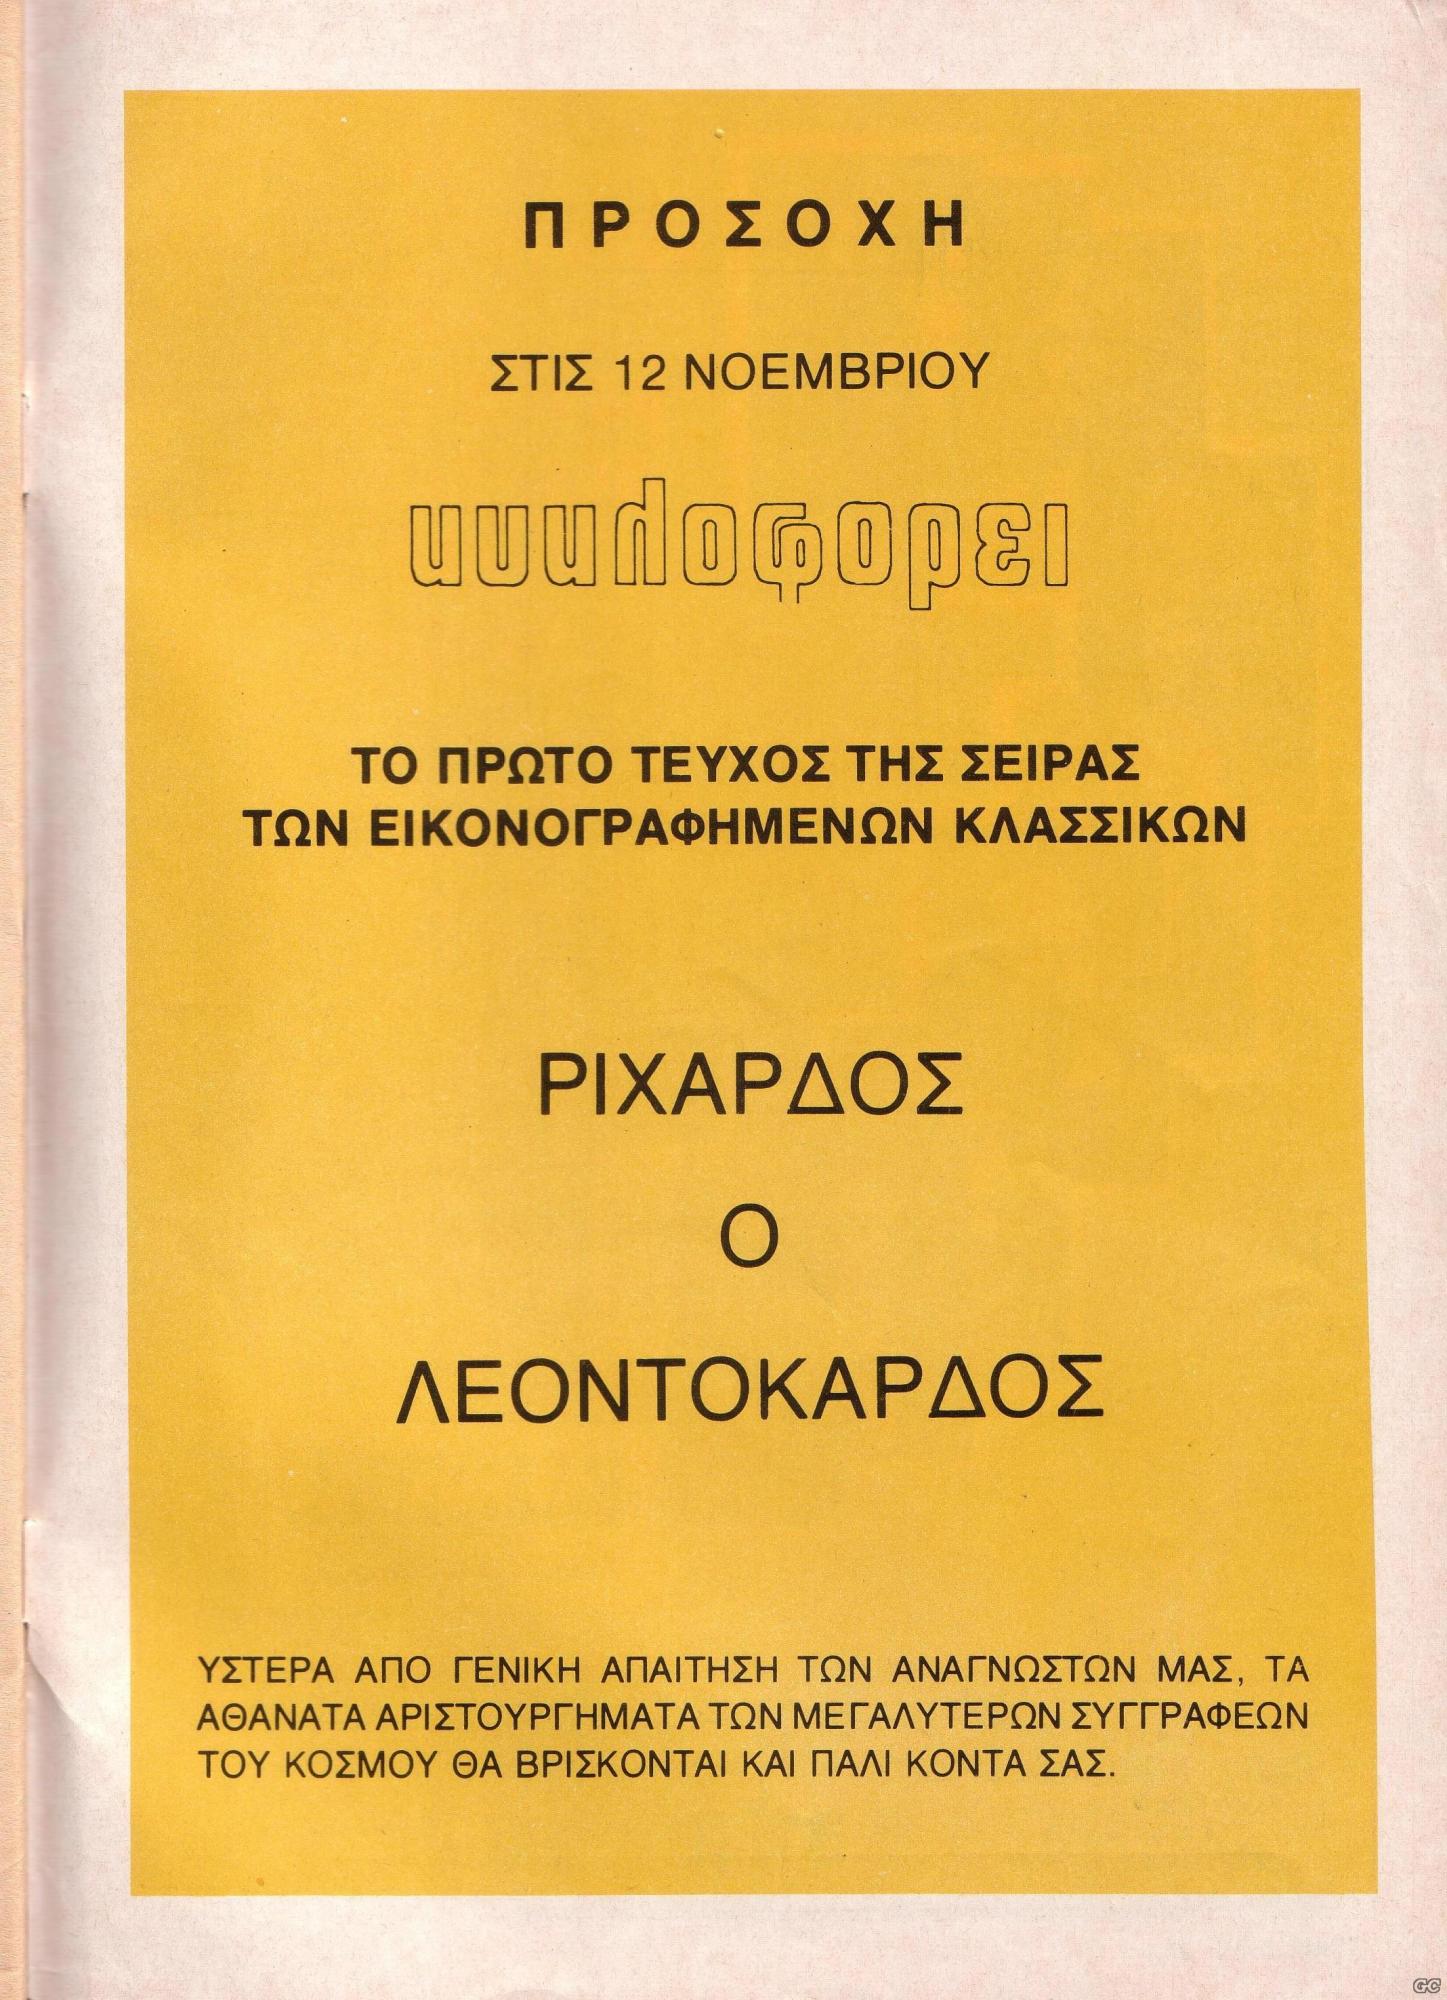 ΠΡΟΣΟΧΗ
ΣΤΙΣ 12 ΝΟΕΜΒΡΙΟΥ
κυκλοφορει
ΤΟ ΠΡΩΤΟ ΤΕΥΧΟΣ ΤΗΣ ΣΕΙΡΑΣ
ΤΩΝ ΕΙΚΟΝΟΓΡΑΦΗΜΕΝΩΝ ΚΛΑΣΣΙΚΩΝ
ΡΙΧΑΡΔΟΣ
Ο
ΛΕΟΝΤΟΚΑΡΔΟΣ
ΥΣΤΕΡΑ ΑΠΟ ΓΕΝΙΚΗ ΑΠΑΙΤΗΣΗ ΤΩΝ ΑΝΑΓΝΩΣΤΩΝ ΜΑΣ, ΤΑ
ΑΘΑΝΑΤΑ ΑΡΙΣΤΟΥΡΓΗΜΑΤΑ ΤΩΝ ΜΕΓΑΛΥΤΕΡΩΝ ΣΥΓΓΡΑΦΕΩΝ
ΤΟΥ ΚΟΣΜΟΥ ΘΑ ΒΡΙΣΚΟΝΤΑΙ ΚΑΙ ΠΑΛΙ ΚΟΝΤΑ ΣΑΣ.
GC